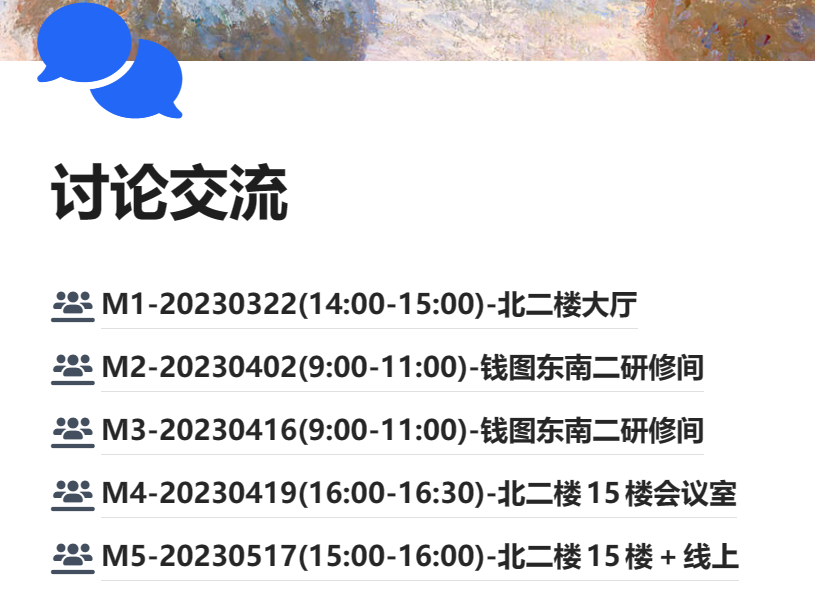 讨论交流
M1-20230322(14:00-15:00)-北二楼大厅
M2-20230402(9:00-11:00)-钱图东南二研修间
M3-20230416(9:00-11:00)-钱图东南二研修间
M4-20230419(16:00-16:30)-北二楼15楼会议室
M5-20230517(15:00-16:00)-北二楼15楼+线上